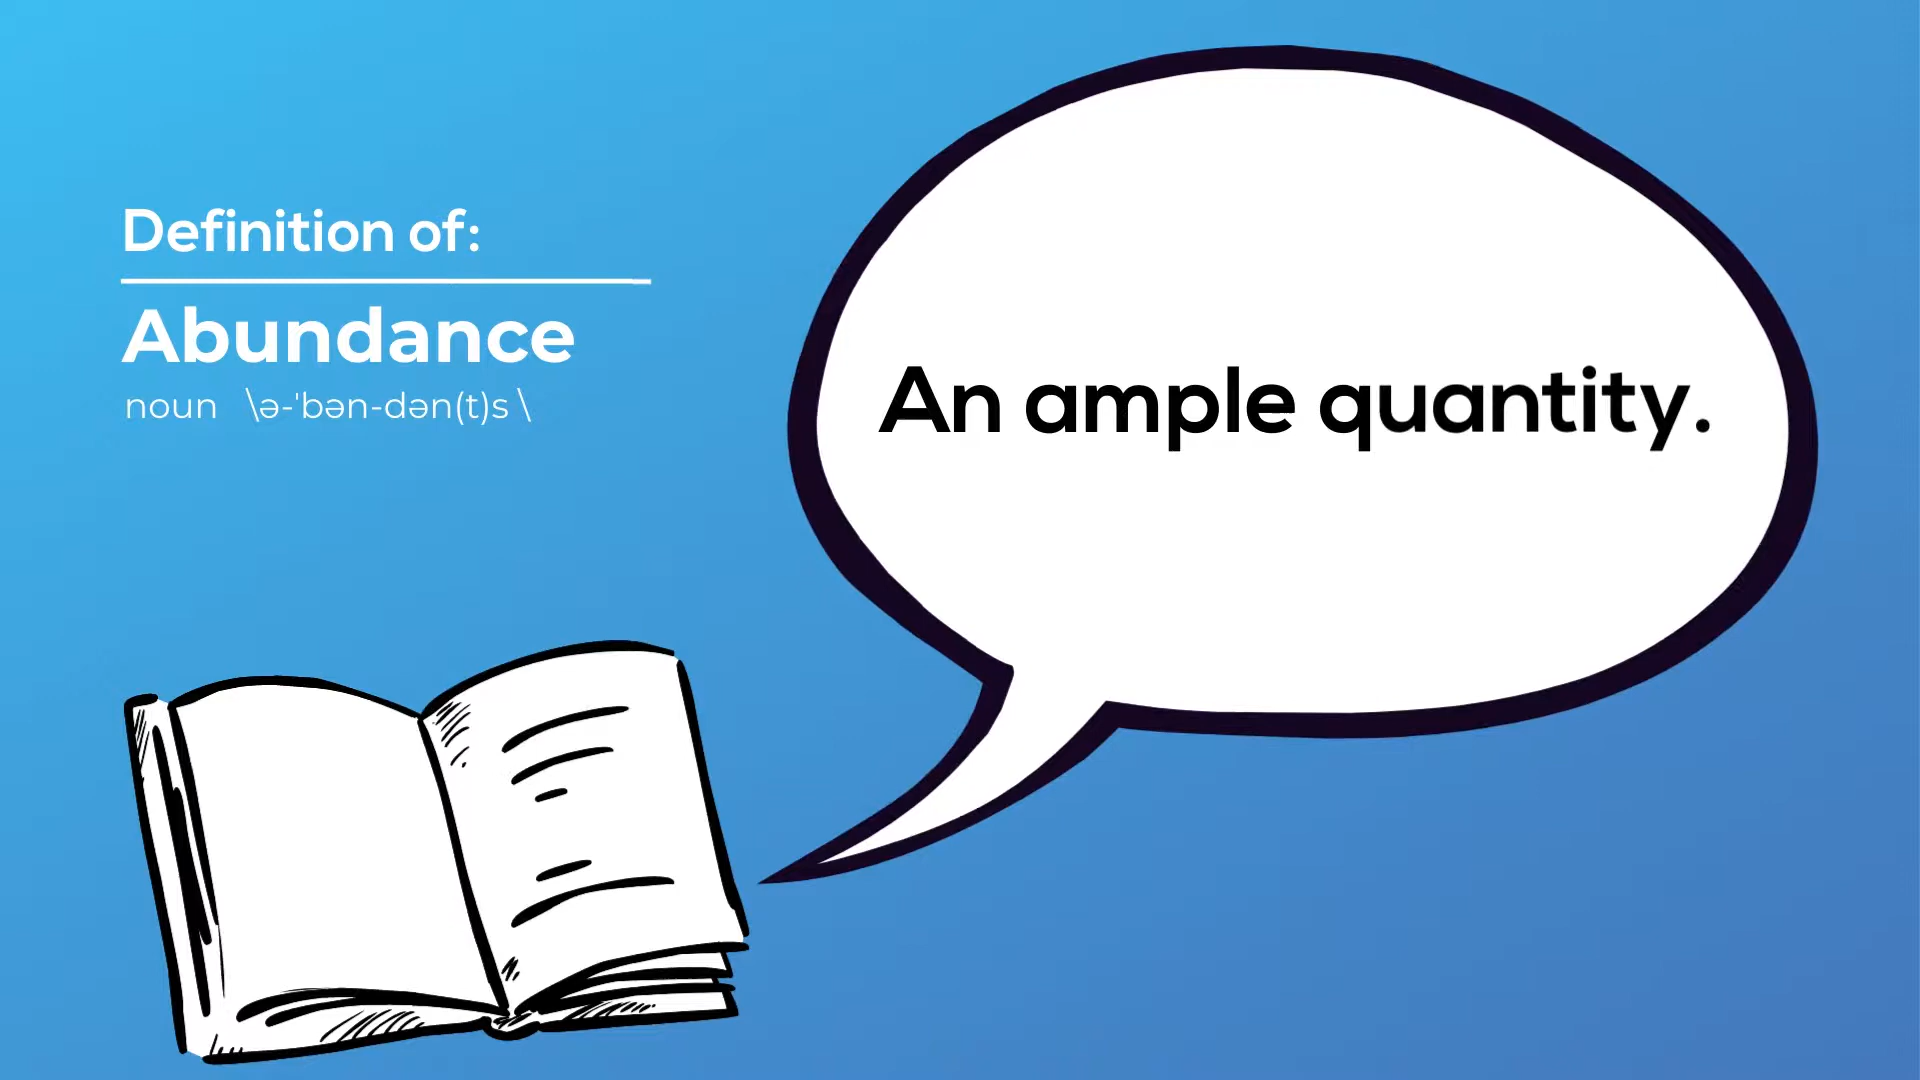 Definition of:
Abundance
noun \ə-ˈbən-dən(t)s \
An ample quantity.